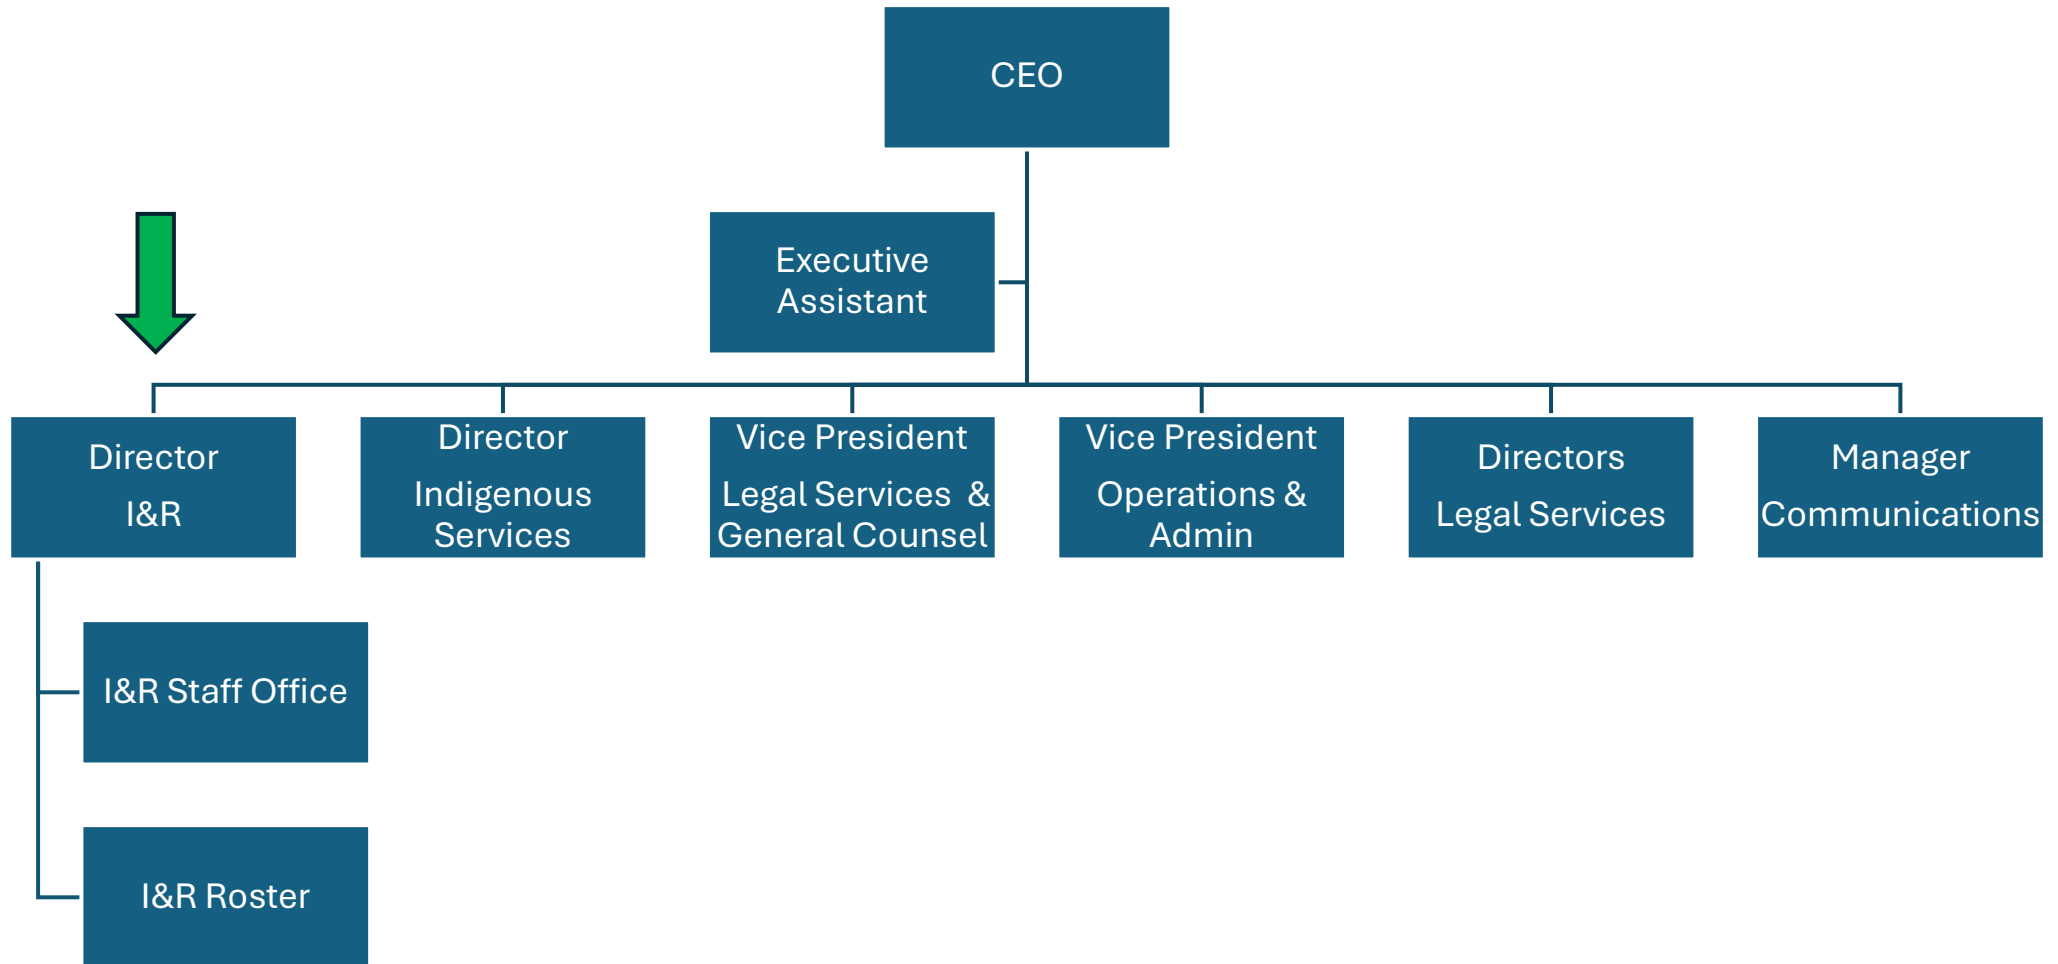 CEO
Executive
Assistant
Director
I&R
Director
Indigenous
Services
Vice President
Legal Services &
General Counsel
Vice President
Operations &
Admin
Directors
Legal Services
Manager
Communications
I&R Staff Office
I&R Roster